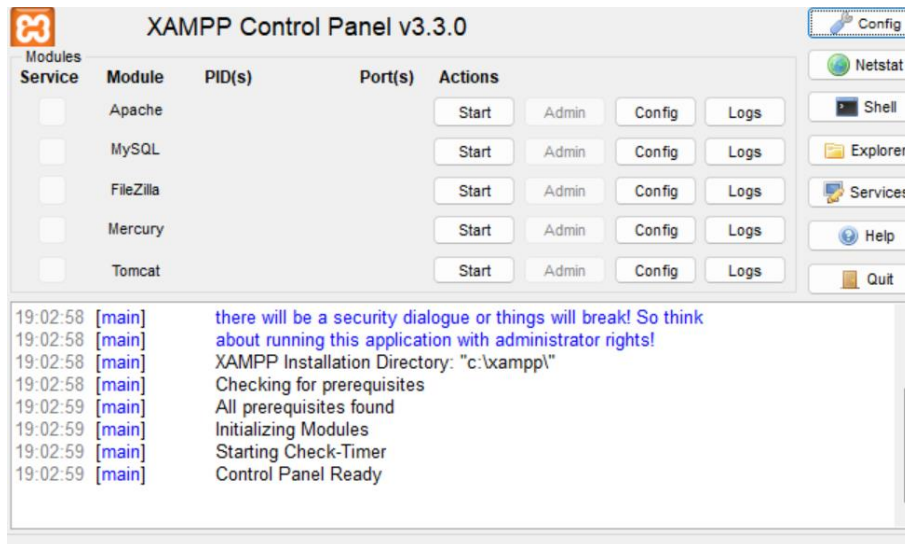 XAMPP Control Panel v3.3.0
Config
Modules
Service Module PID(s) Port(s) Actions
Netstat
Apache Start Admin Config Logs
Shell
MySQL Start Admin Config Logs
Explorer
FileZilla Start Admin Config Logs
Services
Mercury Start Admin Config Logs
Help
Tomcat Start Admin Config Logs
Quit
19:02:58 [main] there will be a security dialogue or things will break! So think
19:02:58 [main] about running this application with administrator rights!
19:02:58 [main] XAMPP Installation Directory: "c:\xampp\"
19:02:58 [main] Checking for prerequisites
19:02:59 [main] All prerequisites found
19:02:59 [main] Initializing Modules
19:02:59 [main] Starting Check-Timer
19:02:59 [main] Control Panel Ready